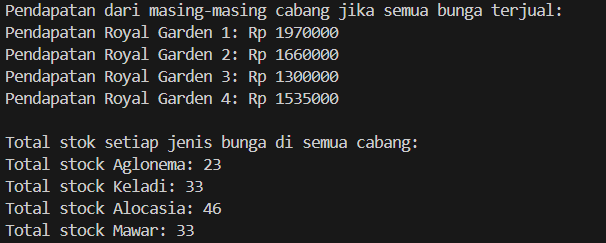 Pendapatan dari masing-masing cabang jika semua bunga terjual:
Pendapatan Royal Garden 1: Rp 1970000
Pendapatan Royal Garden 2: Rp 1660000
Pendapatan Royal Garden 3: Rp 1300000
Pendapatan Royal Garden 4: Rp 1535000
Total stok setiap jenis bunga di semua cabang:
Total stock Aglonema: 23
Total stock Keladi: 33
Total stock Alocasia: 46
Total stock Mawar: 33